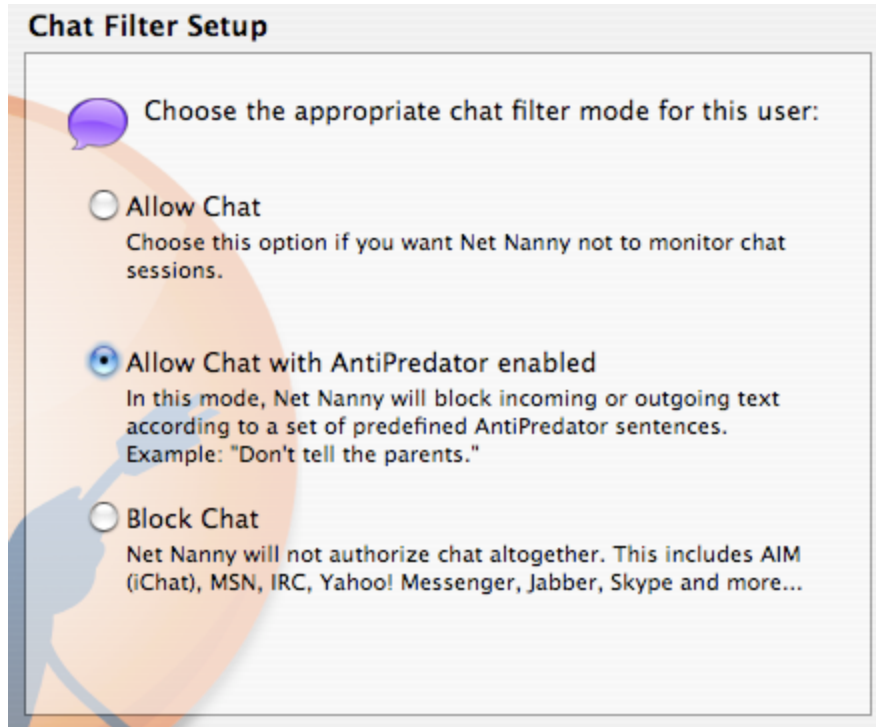 Chat Filter Setup
Choose the appropriate chat filter mode for this user:
Allow Chat
Choose this option if you want Net Nanny not to monitor chat
sessions.
Allow Chat with AntiPredator enabled
In this mode, Net Nanny will block incoming or outgoing text
according to a set of predefined AntiPredator sentences.
Example: "Don't tell the parents."
Block Chat
Net Nanny will not authorize chat altogether. This includes AIM
(iChat), MSN, IRC, Yahoo! Messenger, Jabber, Skype and more...